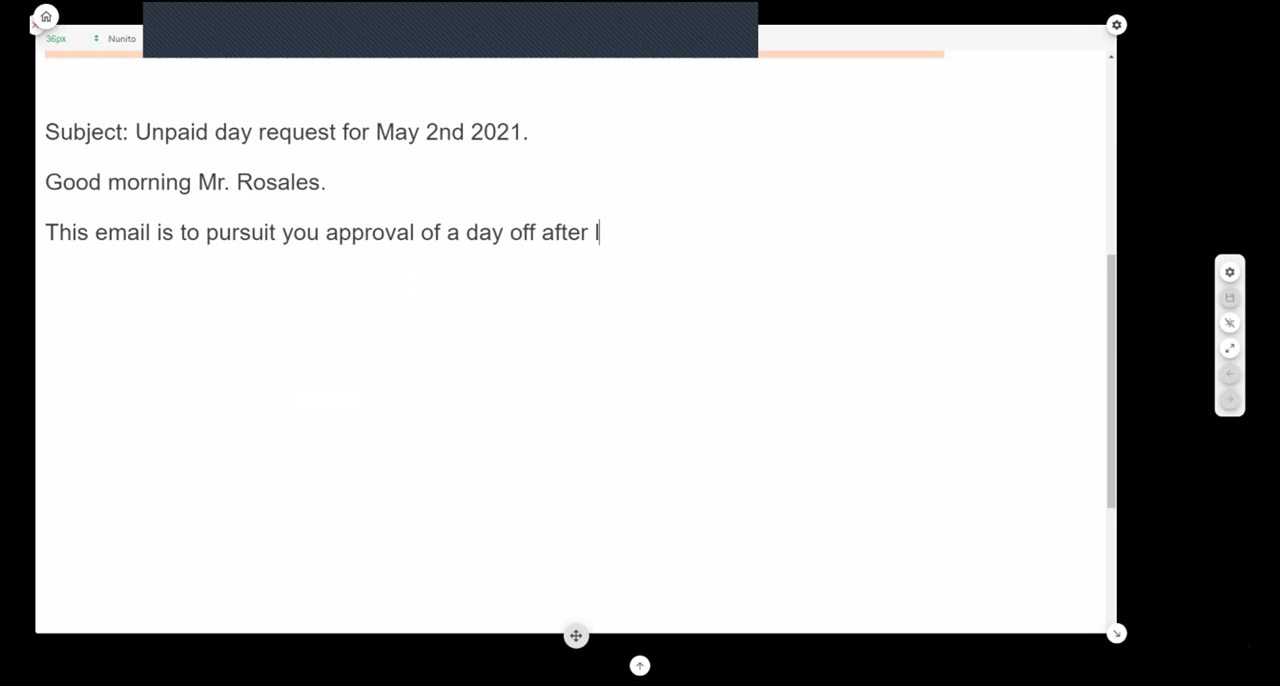 36px Nunito
Subject: Unpaid day request for May 2nd 2021.
Good morning Mr. Rosales.
This email is to pursuit you approval of a day off after I